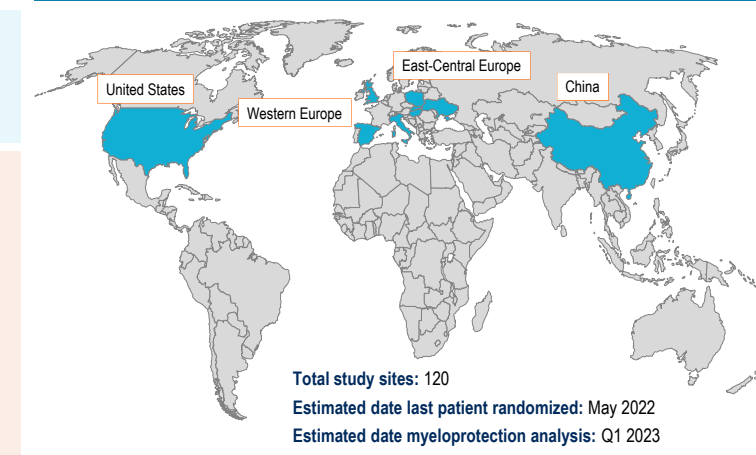 East-Central Europe
United States
China
Western Europe
Total study sites: 120
Estimated date last patient randomized: May 2022
Estimated date myeloprotection analysis: Q1 2023